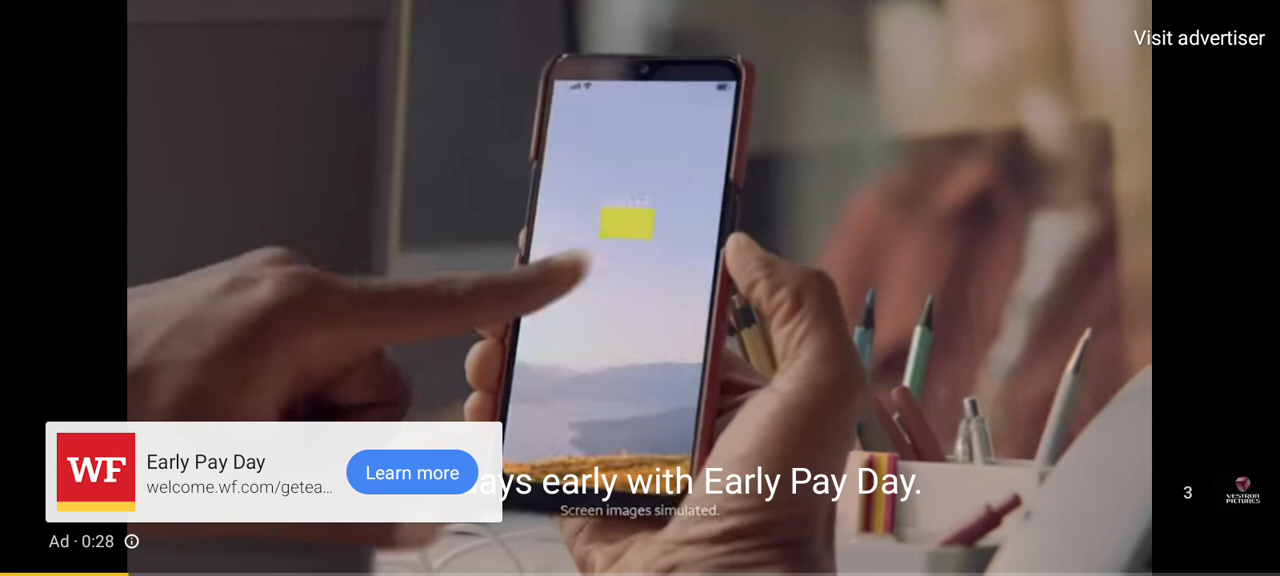 Visit advertiser
WF
Early Pay Day
welcome.wf.com/getea...
Learn more
ays early with Early Pay Day.
Screen images simulated.
3
VESTRON
PICTURES
Ad · 0:28